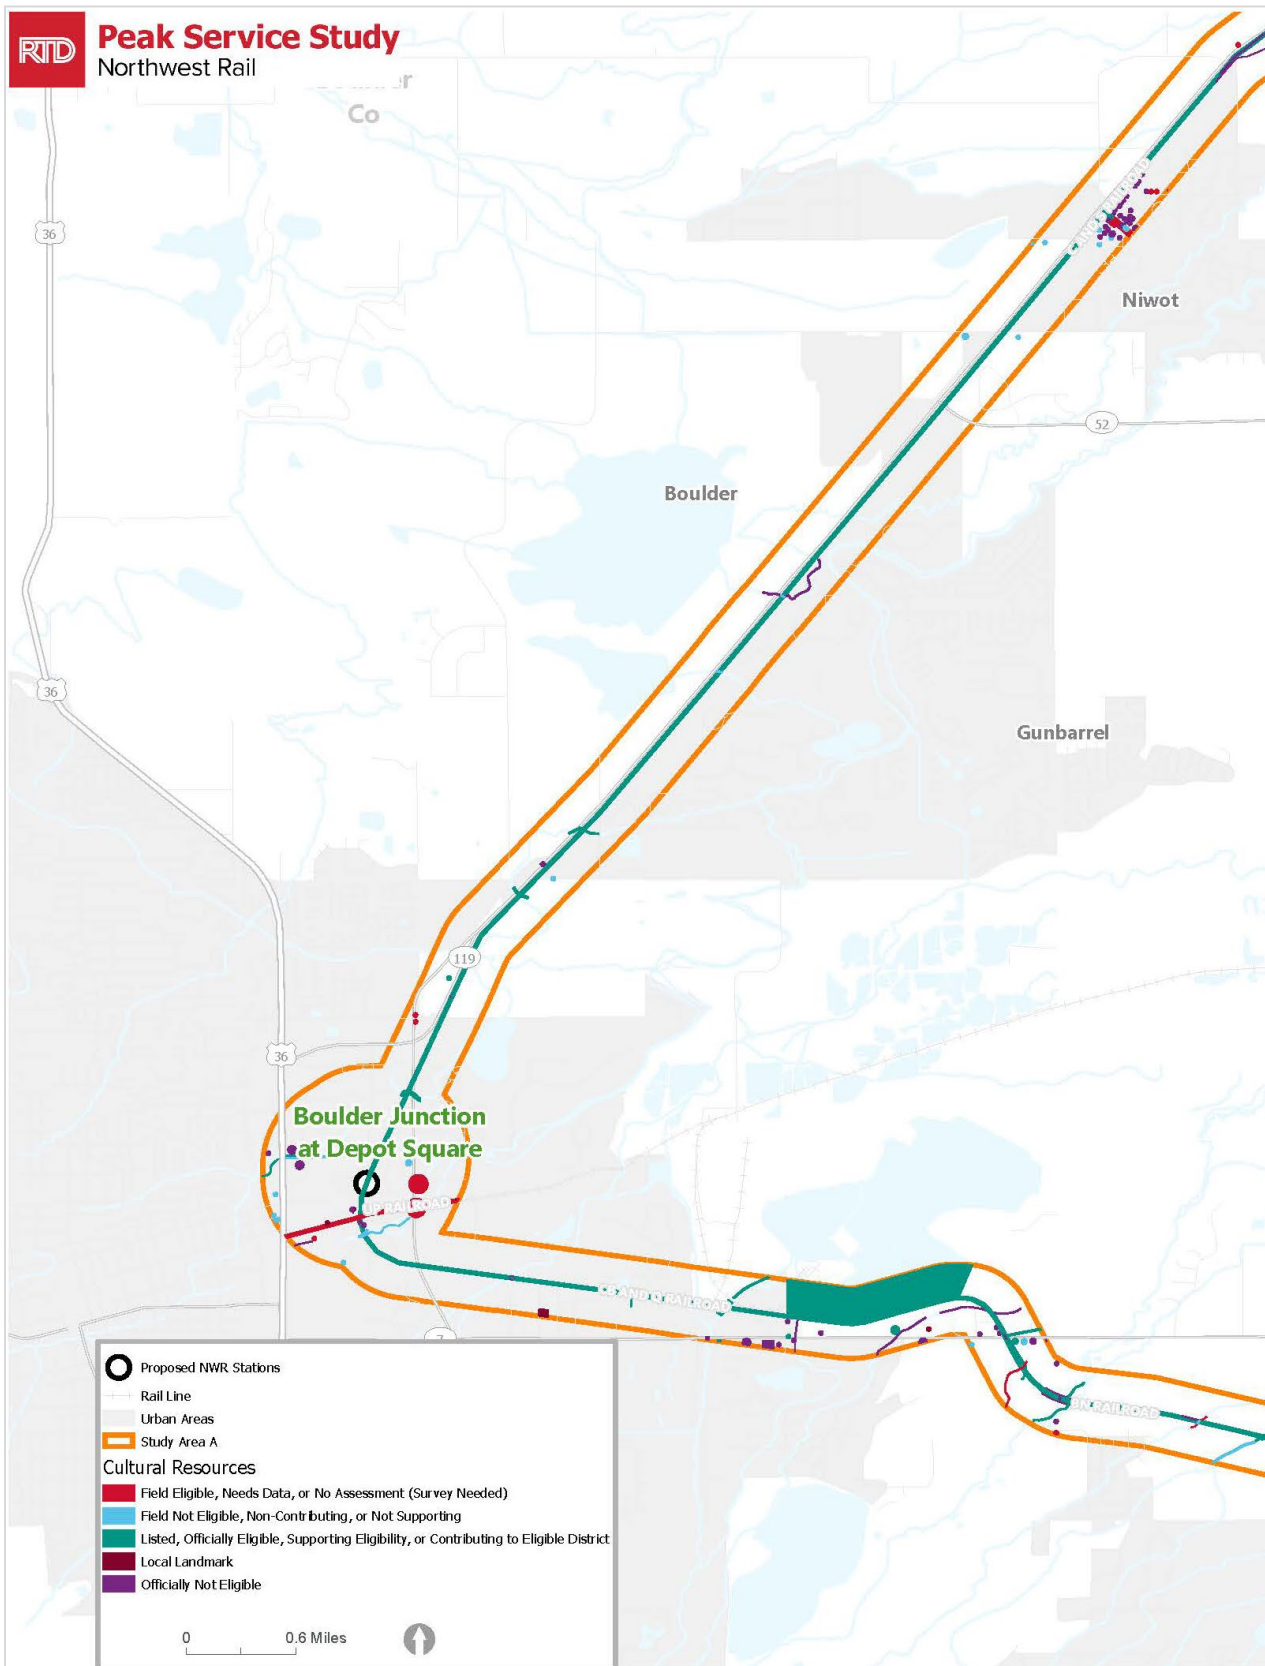 RTD
Peak Service Study
Northwest Rail
Co
36
Niwot
52
Boulder
36
Gunbarrel
119
36
Boulder Junction
at Depot Square
UP RAILROAD
CB AND Q RAILROAD
7
BN RAILROAD
Proposed NWR Stations
Rail Line
Urban Areas
Study Area A
Cultural Resources
Field Eligible, Needs Data, or No Assessment (Survey Needed)
Field Not Eligible, Non-Contributing, or Not Supporting
Listed, Officially Eligible, Supporting Eligibility, or Contributing to Eligible District
Local Landmark
Officially Not Eligible
0 0.6 Miles